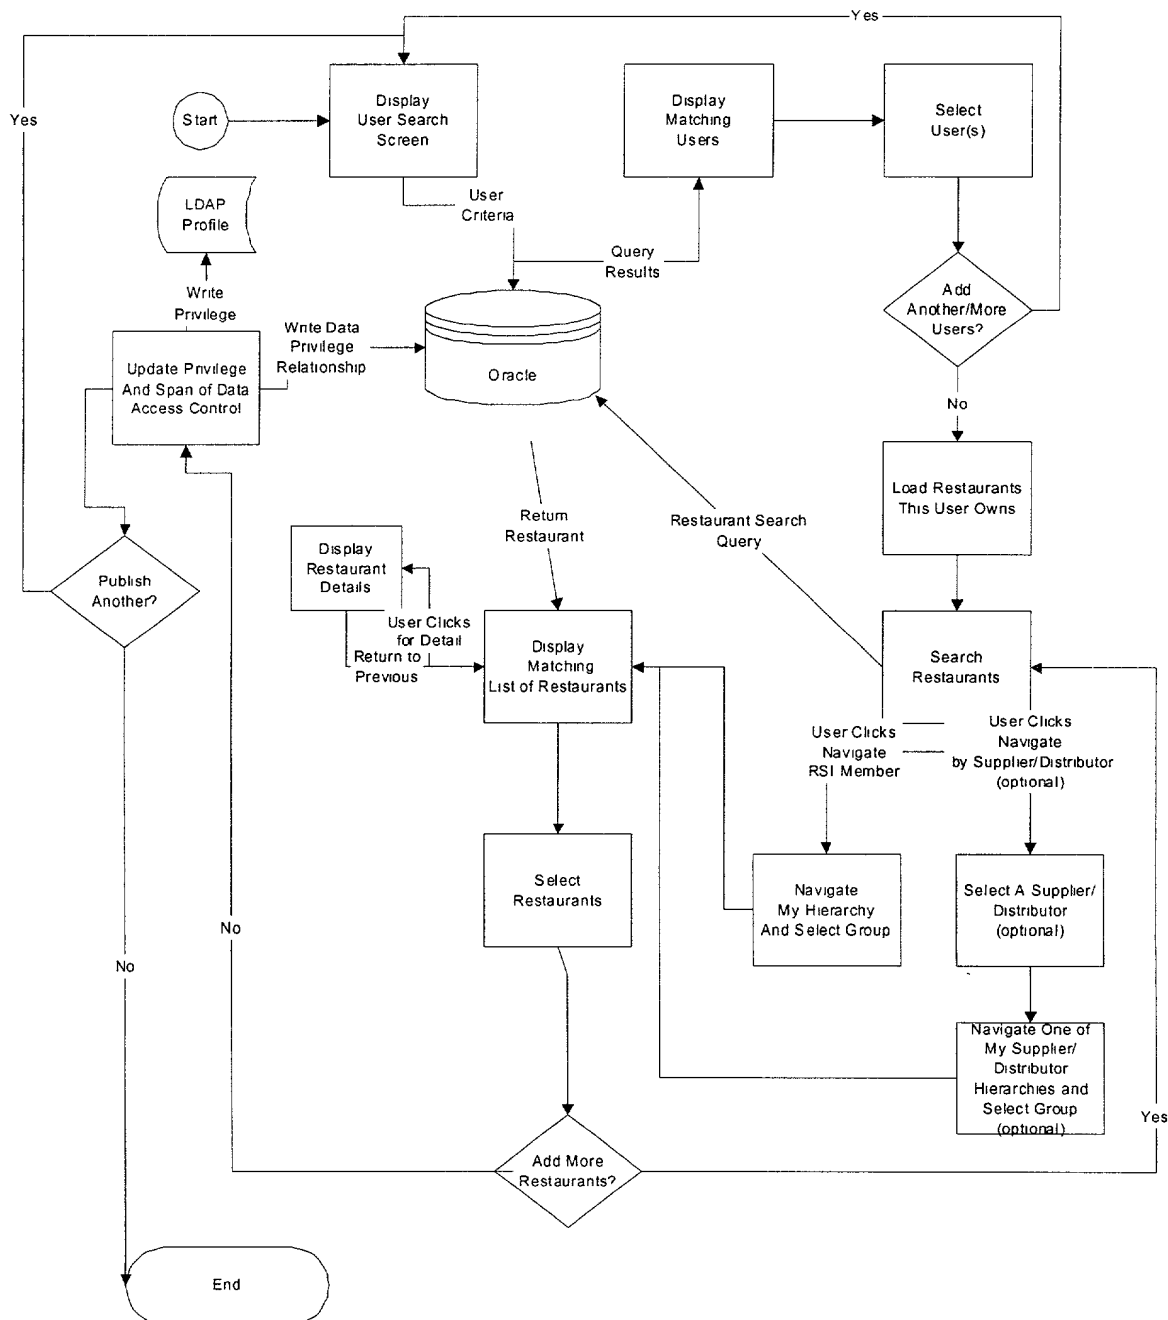 Yes
Yes
Start
Display
User Search
Screen
Display
Matching
Users
Select
User(s)
LDAP
Profile
User
Criteria
Query
Results
Write
Privilege
Write Data
Privilege
Relationship
Add
Another/More
Users?
Update Privilege
And Span of Data
Access Control
Oracle
No
Load Restaurants
This User Owns
Return
Restaurant
Restaurant Search
Query
Display
Restaurant
Details
Publish
Another?
User Clicks
for Detail
Return to
Previous
Display
Matching
List of Restaurants
Search
Restaurants
User Clicks
Navigate
RSI Member
User Clicks
Navigate
by Supplier/Distributor
(optional)
Select
Restaurants
Navigate
My Hierarchy
And Select Group
Select A Supplier/
Distributor
(optional)
No
No
Navigate One of
My Supplier/
Distributor
Hierarchies and
Select Group
(optional)
Yes
Add More
Restaurants?
End